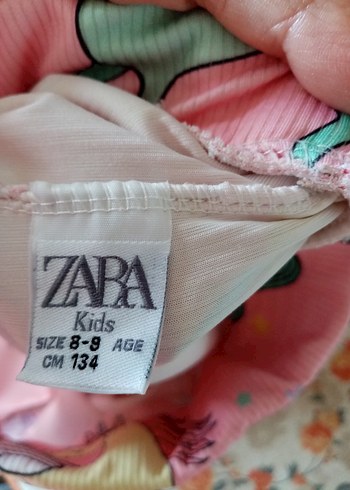 ZARA
Kids
SIZE 8-9 AGE
CM 134